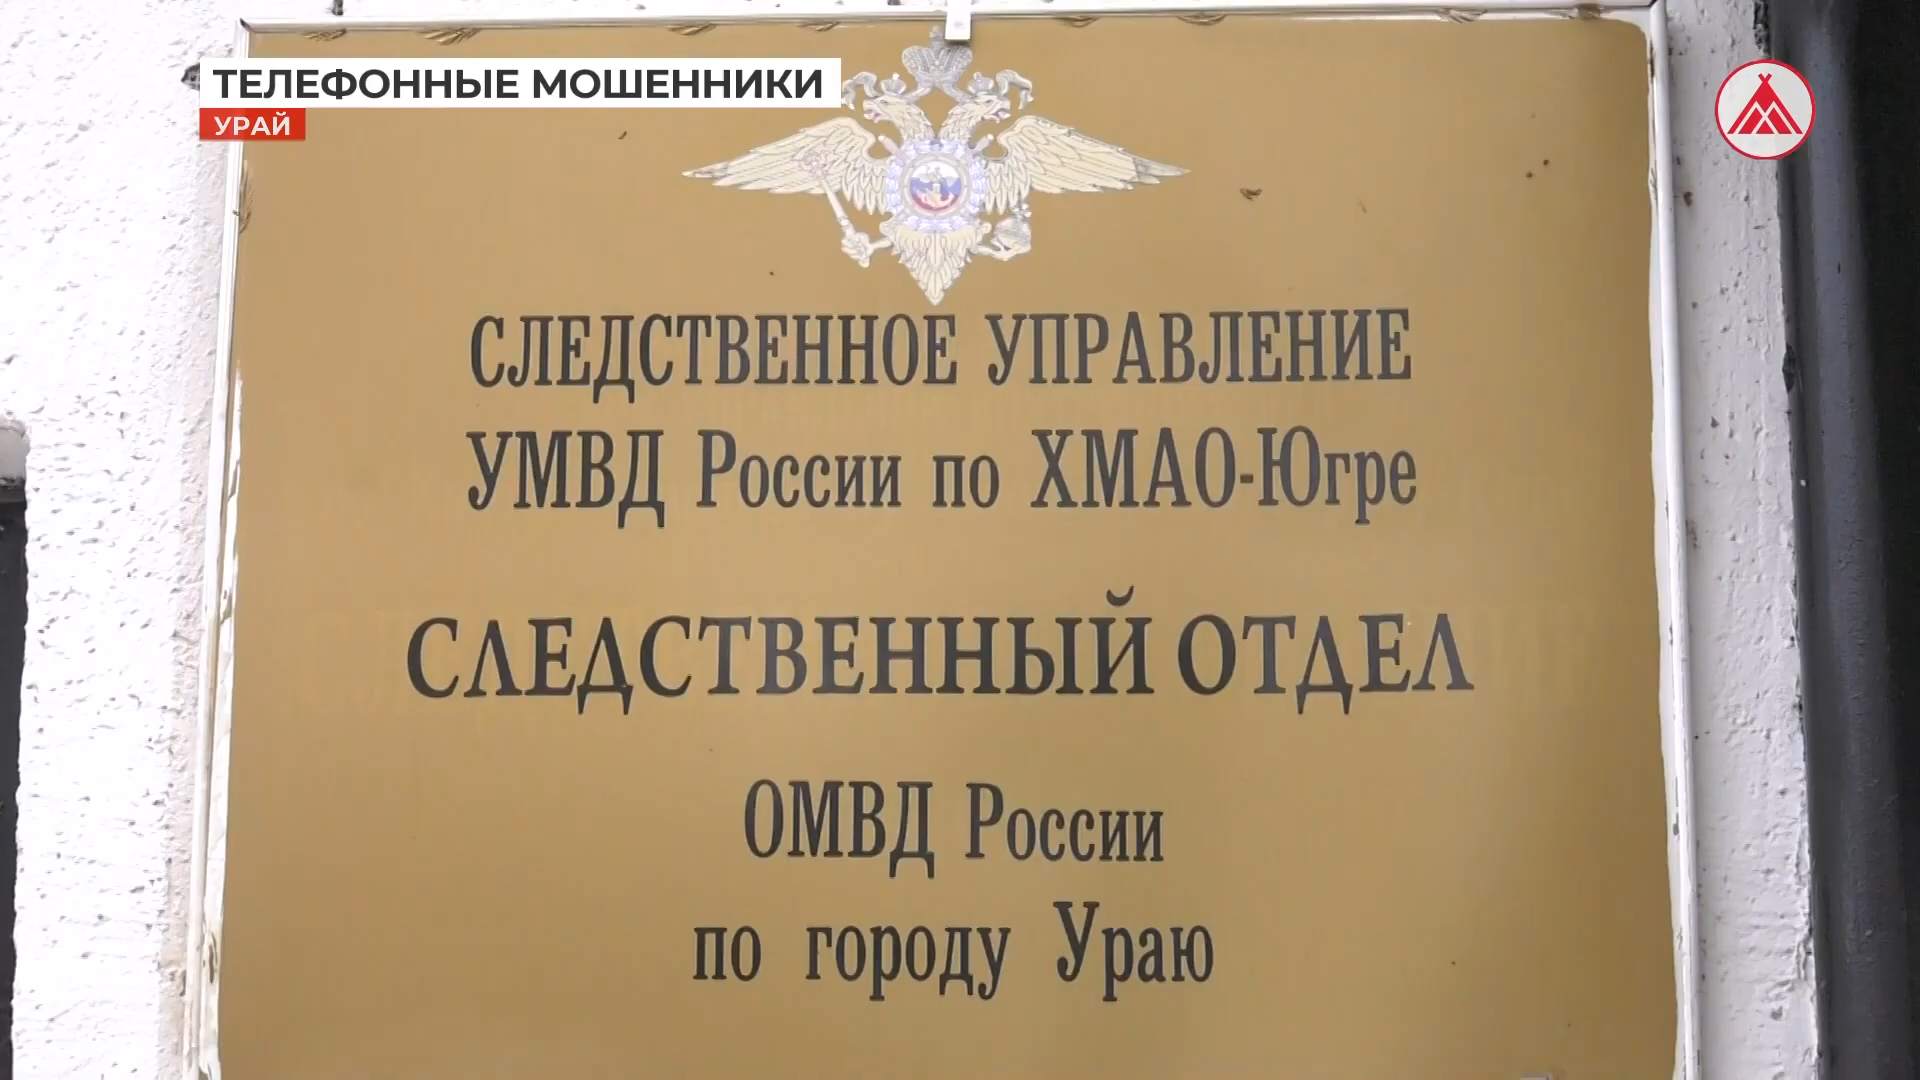 ТЕЛЕФОННЫЕ МОШЕННИКИ
УРАЙ
СЛЕДСТВЕННОЕ УПРАВЛЕНИЕ
УМВД России по ХМАО-Югре
СЛЕДСТВЕННЫЙ ОТДЕЛ
ОМВД России
по городу Ураю